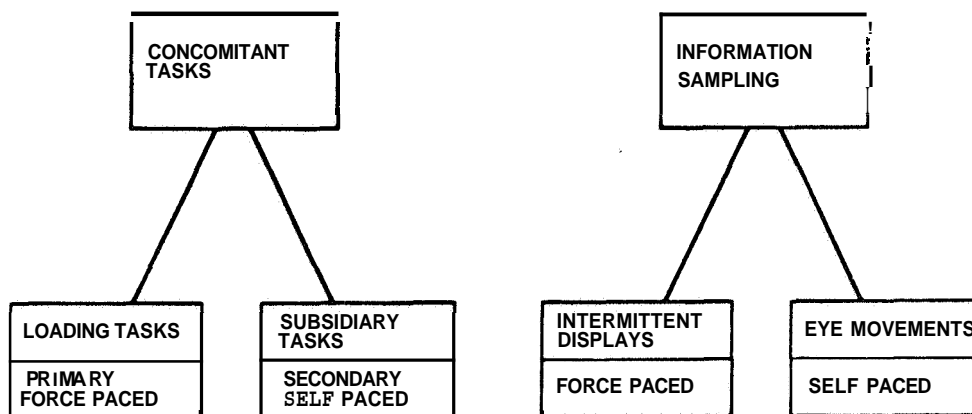 CONCOMITANT
TASKS
INFORMATION
SAMPLING
LOADING TASKS
PRIMARY
FORCE PACED
SUBSIDIARY
TASKS
SECONDARY
SELF PACED
INTERMITTENT
DISPLAYS
FORCE PACED
EYE MOVEMENTS
SELF PACED